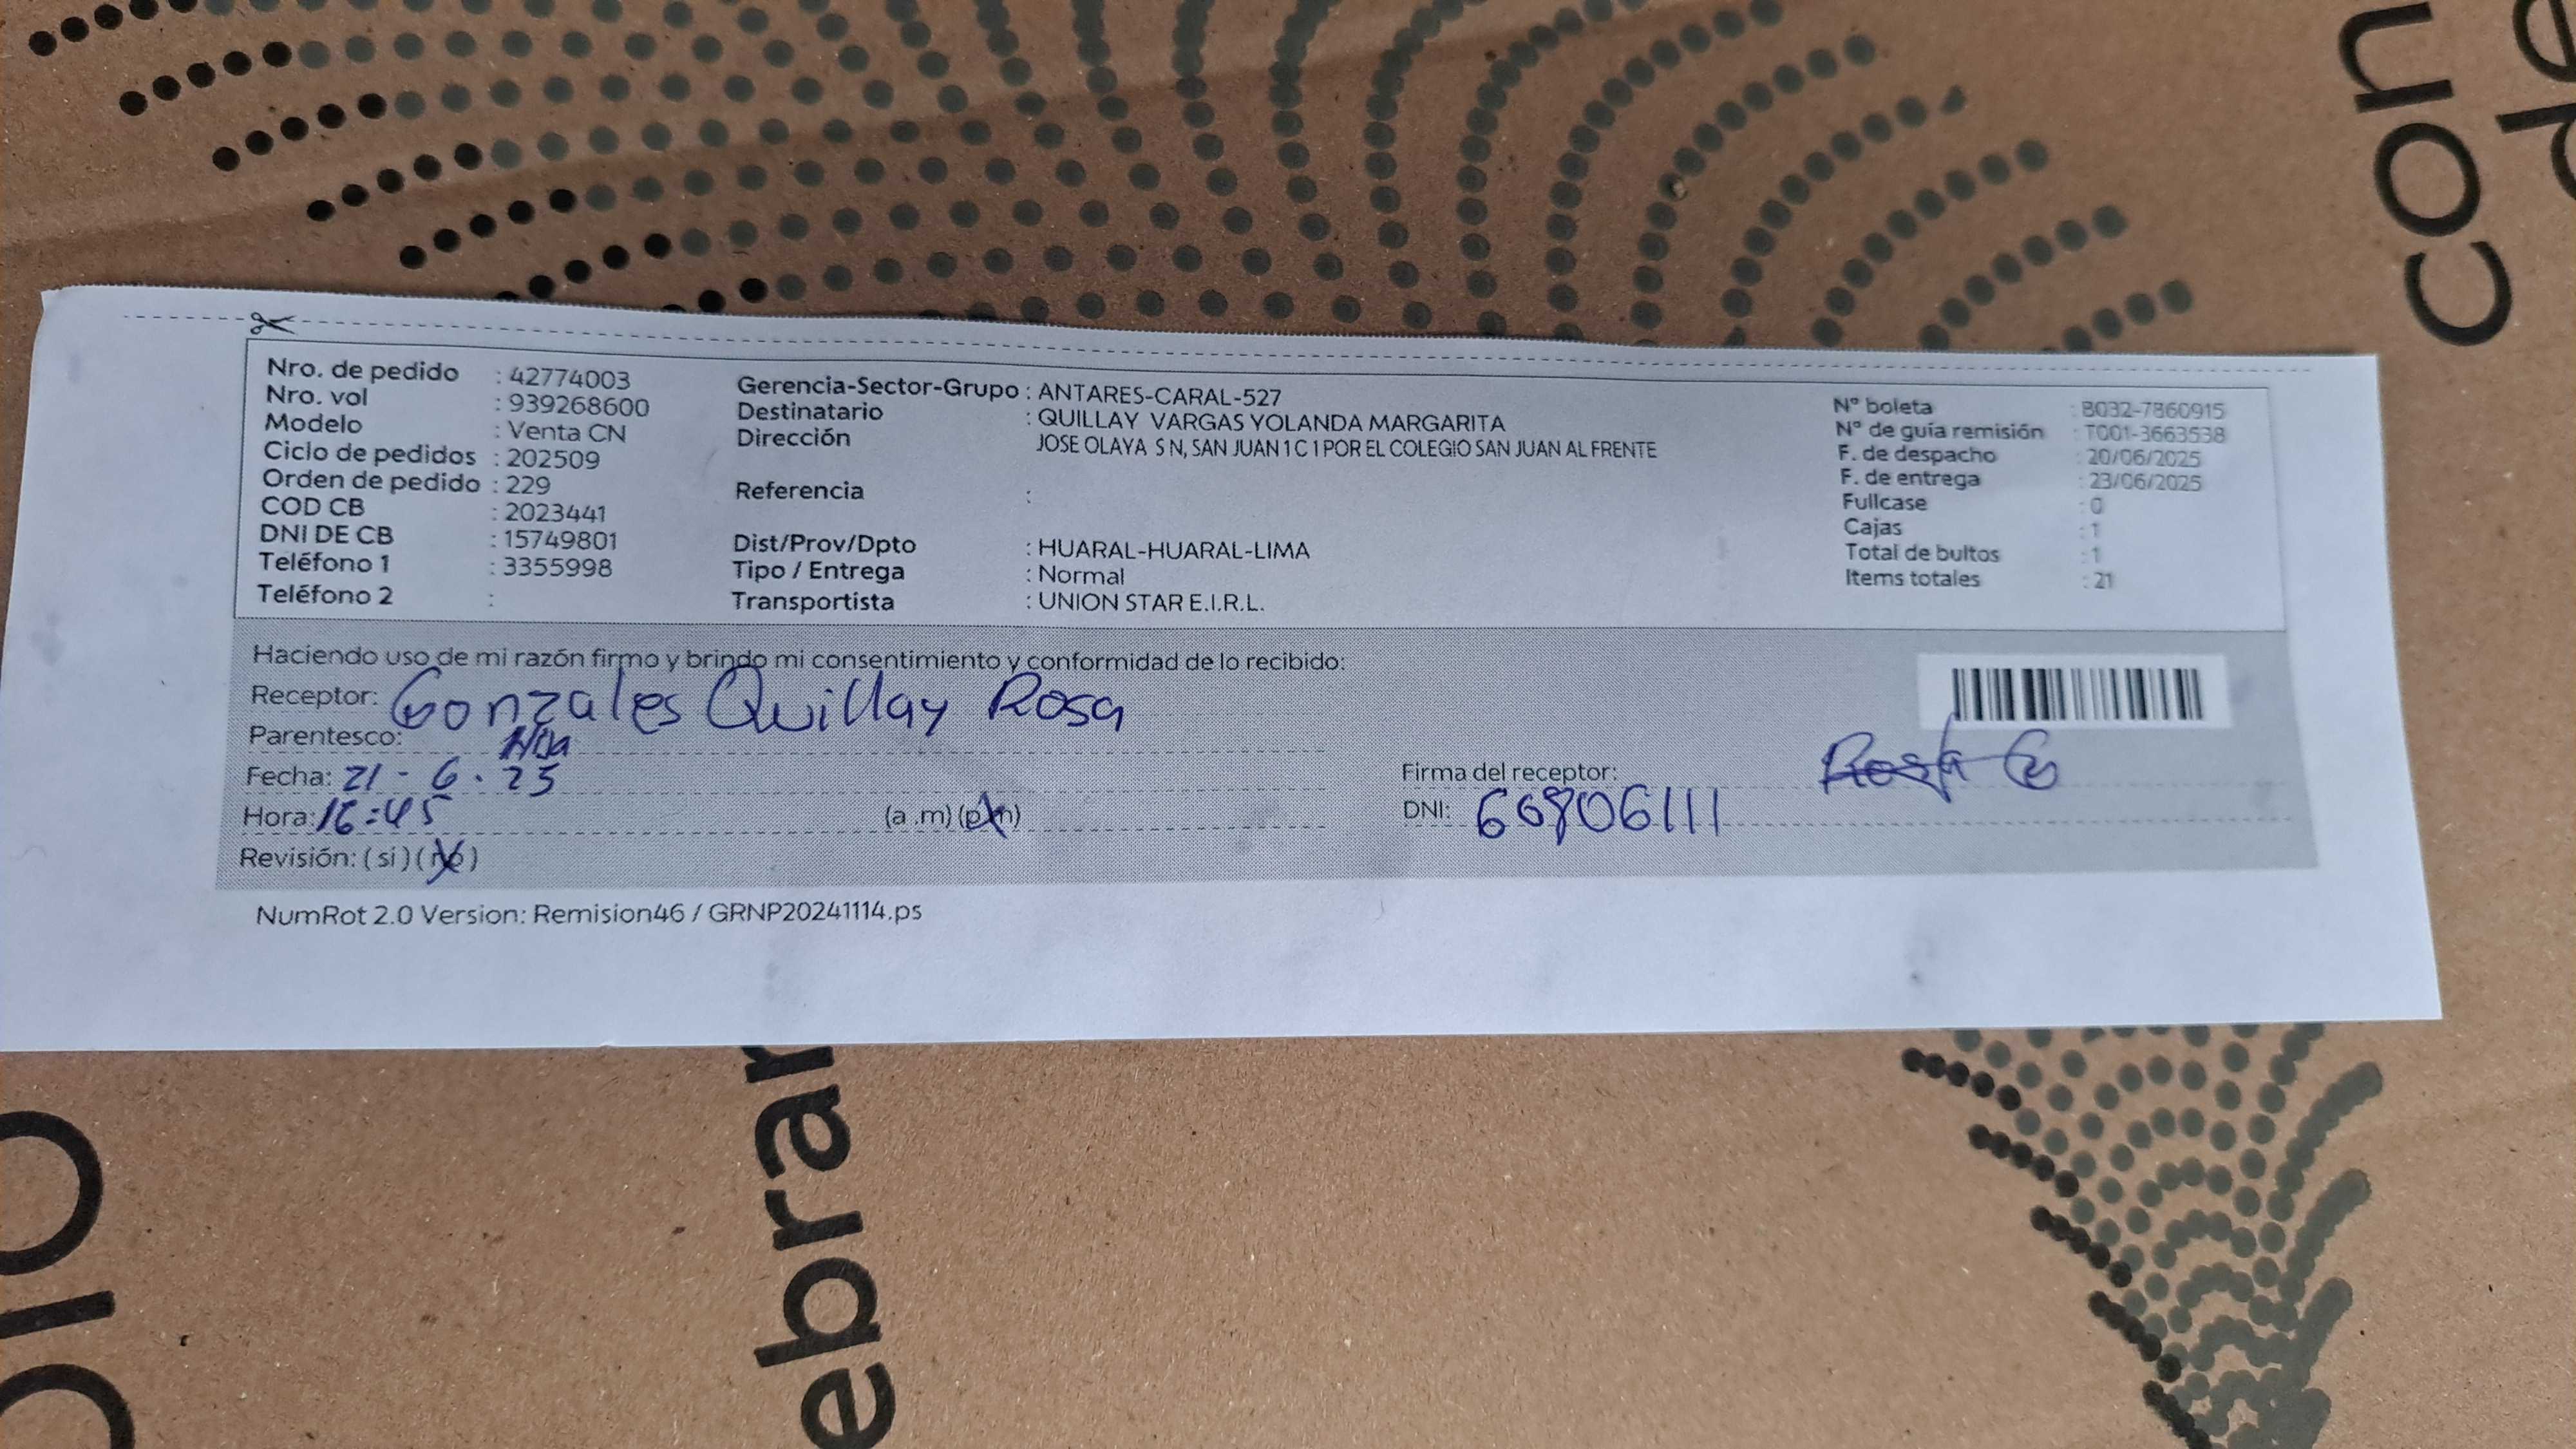 con
de
Nro. de pedido : 42774003
Nro. vol : 939268600
Modelo : Venta CN
Ciclo de pedidos : 202509
Orden de pedido : 229
COD CB : 2023441
DNI DE CB : 15749801
Teléfono 1 : 3355998
Teléfono 2 :
Gerencia-Sector-Grupo : ANTARES-CARAL-527
Destinatario : QUILLAY VARGAS YOLANDA MARGARITA
Dirección JOSE OLAYA S N, SAN JUAN 1 C 1 POR EL COLEGIO SAN JUAN AL FRENTE
Referencia :
Dist/Prov/Dpto : HUARAL-HUARAL-LIMA
Tipo / Entrega : Normal
Transportista : UNION STAR E.I.R.L.
N° boleta : B032-7860915
N° de guía remisión : T001-3663538
F. de despacho : 20/06/2025
F. de entrega : 23/06/2025
Fullcase : 0
Cajas : 1
Total de bultos : 1
Items totales : 21
Haciendo uso de mi razón firmo y brindo mi consentimiento y conformidad de lo recibido:
Receptor: Gonzales Quillay Rosa
Parentesco: Hija
Fecha: 21 - 6 . 25
Hora: 16:45 (a .m) (p.m)
Revisión: ( si ) ( no )
Firma del receptor: Rosa G
DNI: 60806111
NumRot 2.0 Version: Remision46 / GRNP20241114.ps
ebrar